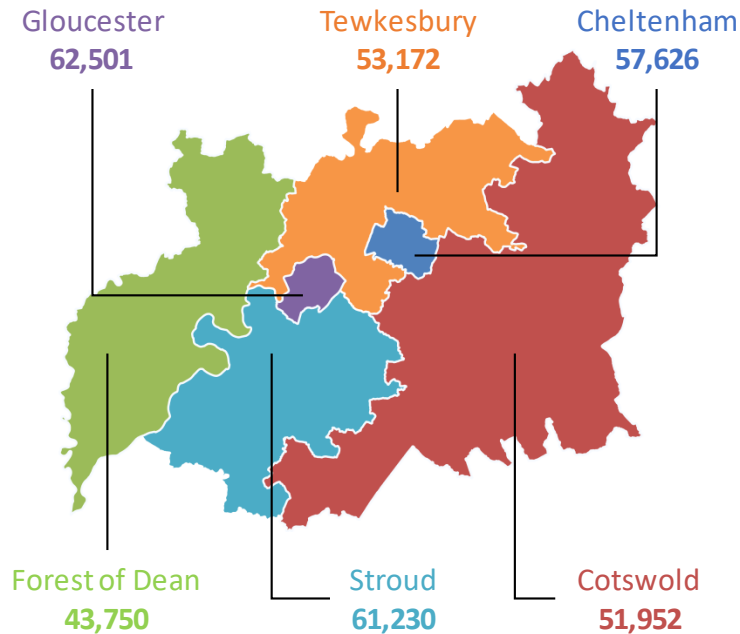 Gloucester
62,501
Tewkesbury
53,172
Cheltenham
57,626
Forest of Dean
43,750
Stroud
61,230
Cotswold
51,952